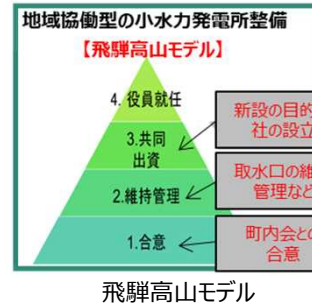 地域協働型の小水力発電所整備
【飛騨高山モデル】
4. 役員就任
3.共同
出資
新設の目的
社の設立
2.維持管理
取水口の維
管理など
1.合意
町内会と
合意
飛騨高山モデル